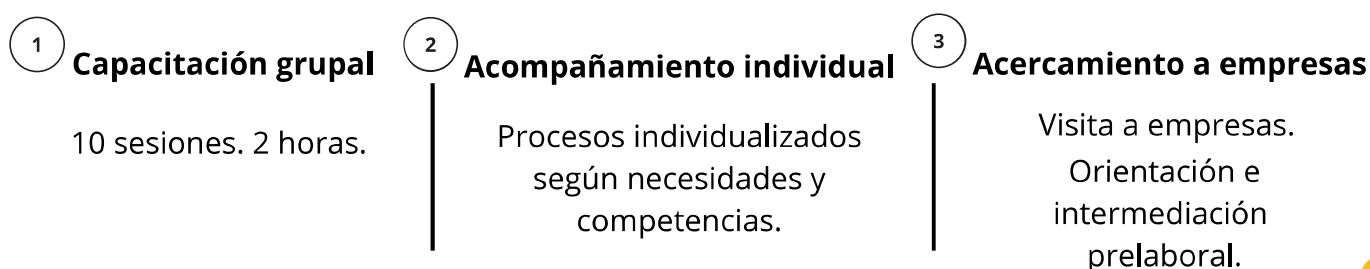 1
Capacitación grupal
10 sesiones. 2 horas.
2
Acompañamiento individual
Procesos individualizados
según necesidades y
competencias.
3
Acercamiento a empresas
Visita a empresas.
Orientación e
intermediación
prelaboral.